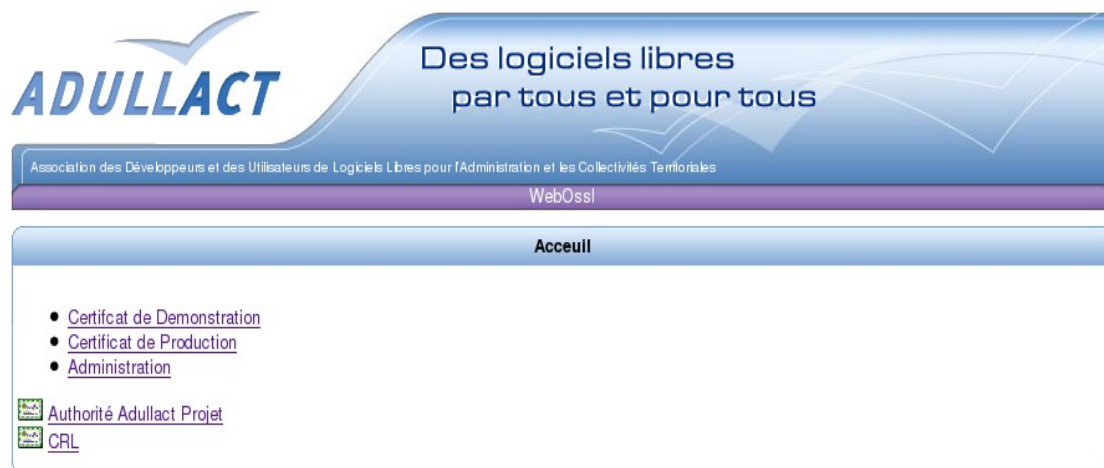 ADULLACT
Des logiciels libres
par tous et pour tous
Association des Développeurs et des Utilisateurs de Logiciels Libres pour l'Administration et les Collectivités Territoriales
WebOssl
Acceuil
Certifcat de Demonstration
Certificat de Production
Administration
Authorité Adullact Projet
CRL